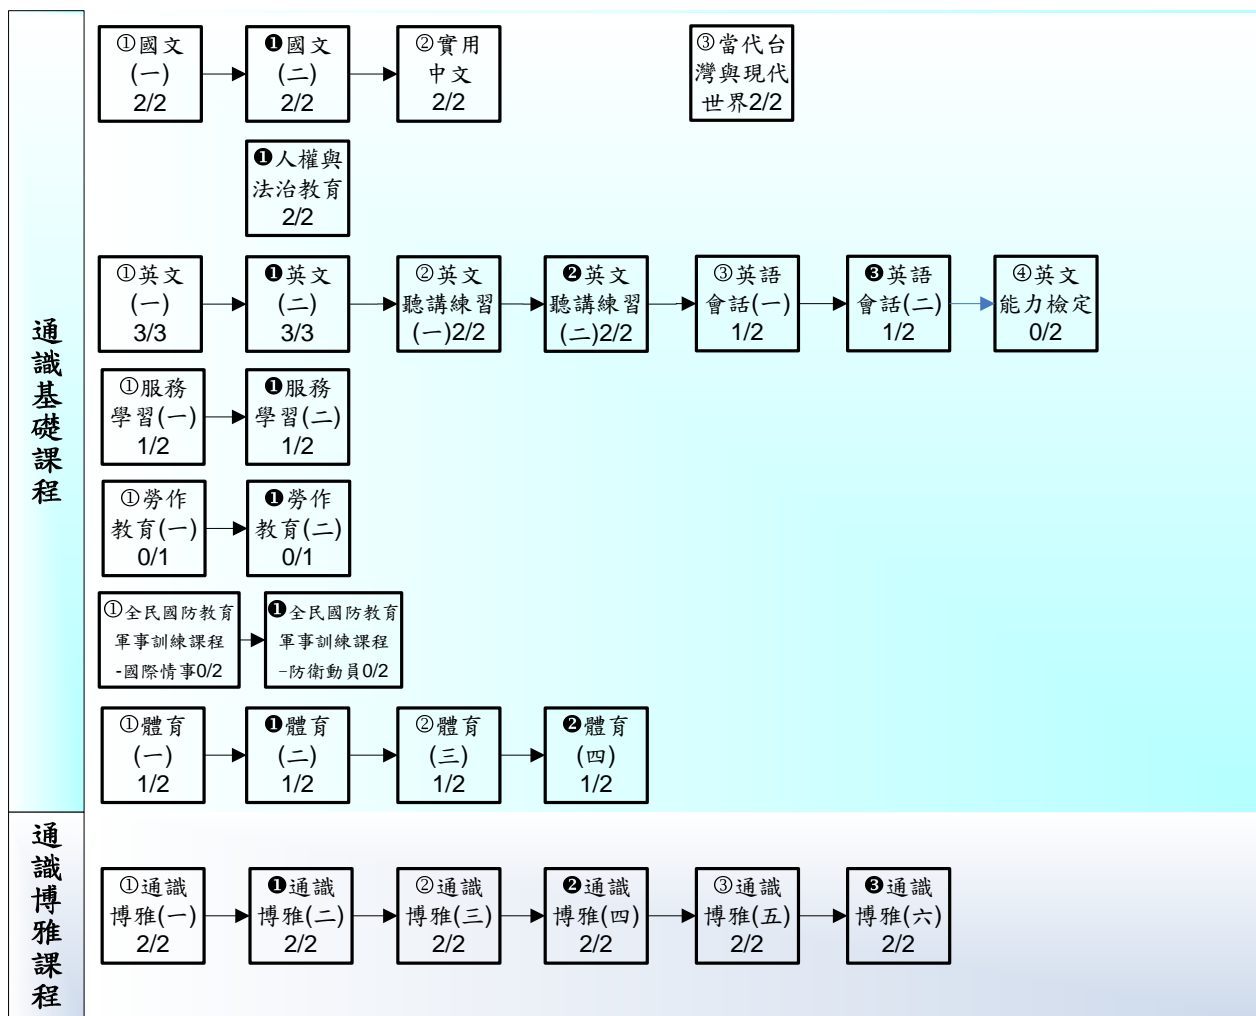 通識基礎課程
①國文
(一)
2/2
❶國文
(二)
2/2
②實用
中文
2/2
③當代台
灣與現代
世界2/2
❶人權與
法治教育
2/2
①英文
(一)
3/3
❶英文
(二)
3/3
②英文
聽講練習
(一)2/2
❷英文
聽講練習
(二)2/2
③英語
會話(一)
1/2
❸英語
會話(二)
1/2
④英文
能力檢定
0/2
①服務
學習(一)
1/2
❶服務
學習(二)
1/2
①勞作
教育(一)
0/1
❶勞作
教育(二)
0/1
①全民國防教育
軍事訓練課程
-國際情事0/2
❶全民國防教育
軍事訓練課程
-防衛動員0/2
①體育
(一)
1/2
❶體育
(二)
1/2
②體育
(三)
1/2
❷體育
(四)
1/2
通識博雅課程
①通識
博雅(一)
2/2
❶通識
博雅(二)
2/2
②通識
博雅(三)
2/2
❷通識
博雅(四)
2/2
③通識
博雅(五)
2/2
❸通識
博雅(六)
2/2